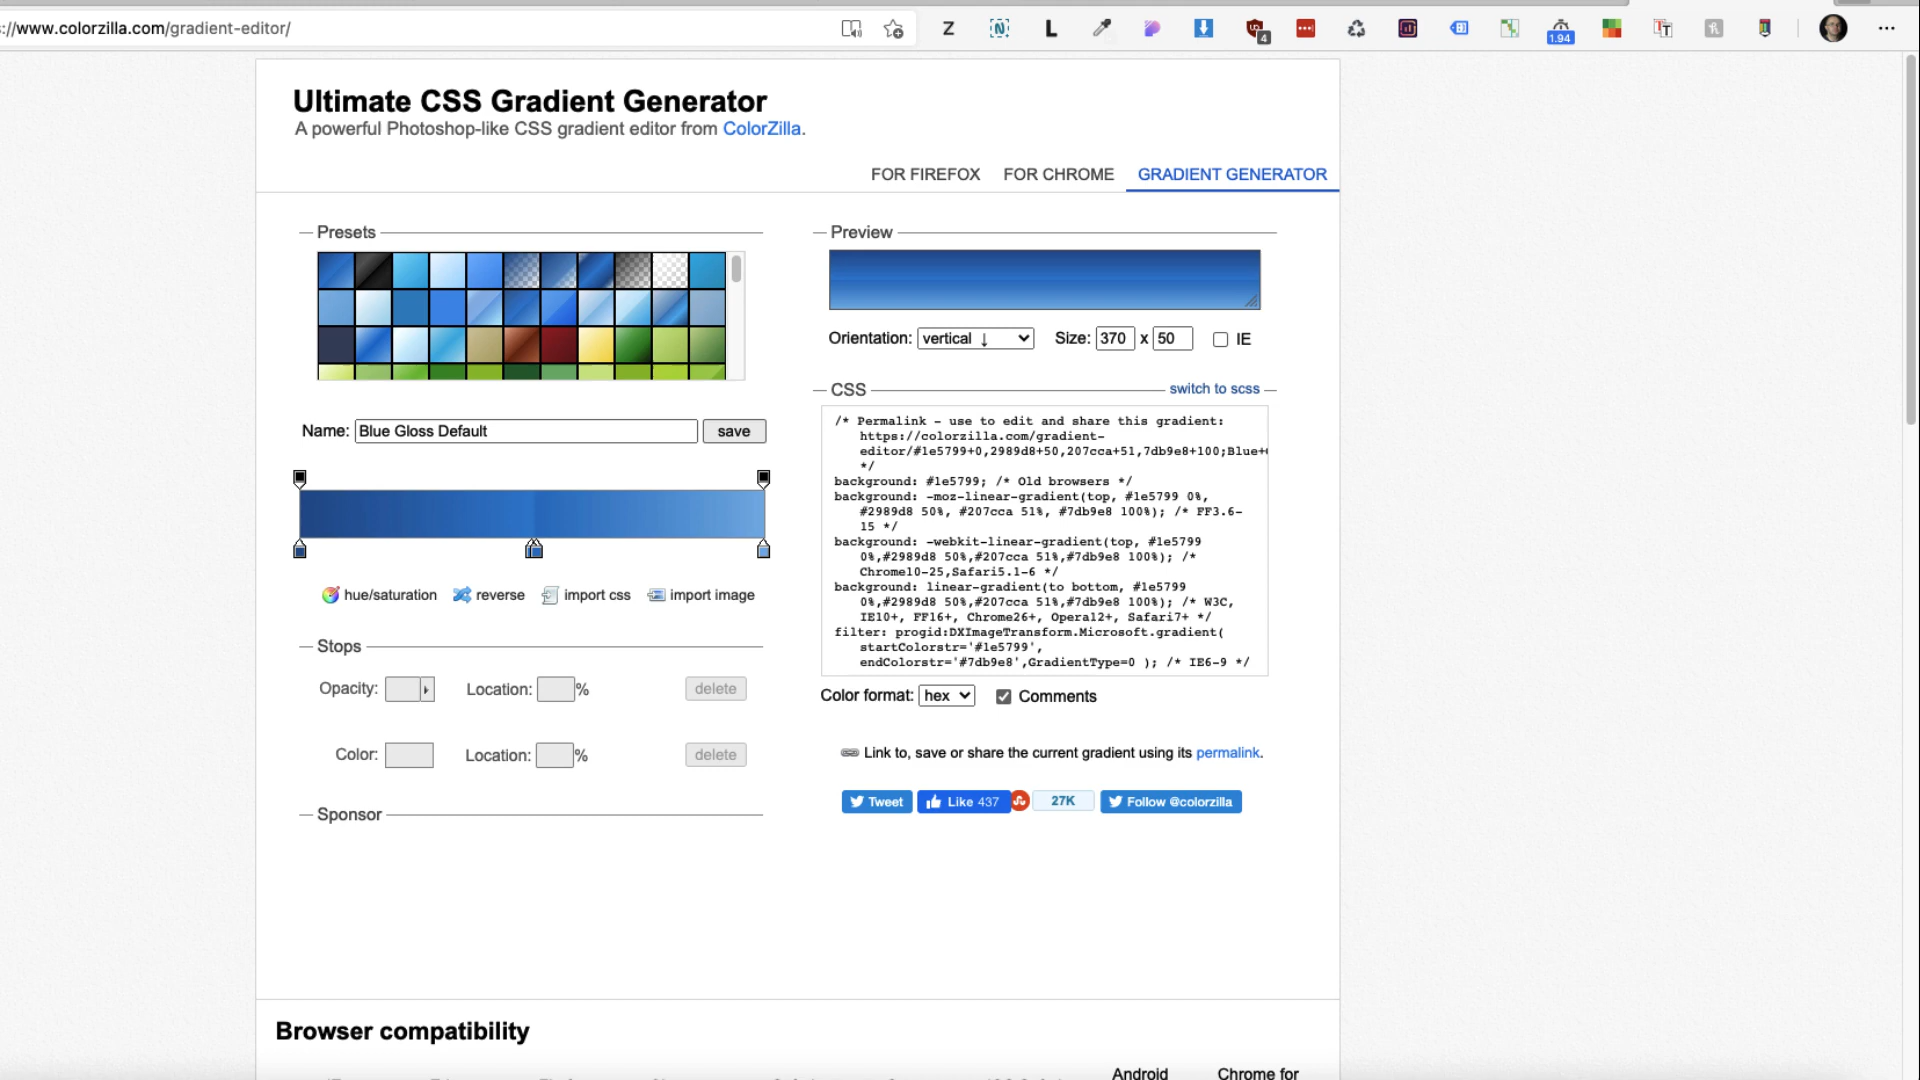 ://www.colorzilla.com/gradient-editor/
Z
N
L
4
1.94
Ultimate CSS Gradient Generator
A powerful Photoshop-like CSS gradient editor from ColorZilla.
FOR FIREFOX
FOR CHROME
GRADIENT GENERATOR
Presets
Name:
Blue Gloss Default
save
hue/saturation
reverse
import css
import image
Stops
Opacity:
Location:
%
delete
Color:
Location:
%
delete
Sponsor
Preview
Orientation:
vertical ↓
Size:
370
x
50
IE
CSS
switch to scss
/* Permalink - use to edit and share this gradient:
https://colorzilla.com/gradient-
editor/#1e5799+0,2989d8+50,207cca+51,7db9e8+100;Blue+
*/
background: #1e5799; /* Old browsers */
background: -moz-linear-gradient(top, #1e5799 0%,
#2989d8 50%, #207cca 51%, #7db9e8 100%); /* FF3.6-
15 */
background: -webkit-linear-gradient(top, #1e5799
0%,#2989d8 50%,#207cca 51%,#7db9e8 100%); /*
Chrome10-25,Safari5.1-6 */
background: linear-gradient(to bottom, #1e5799
0%,#2989d8 50%,#207cca 51%,#7db9e8 100%); /* W3C,
IE10+, FF16+, Chrome26+, Opera12+, Safari7+ */
filter: progid:DXImageTransform.Microsoft.gradient(
startColorstr='#1e5799',
endColorstr='#7db9e8',GradientType=0 ); /* IE6-9 */
Color format:
hex
Comments
Link to, save or share the current gradient using its permalink.
Tweet
Like 437
27K
Follow @colorzilla
Browser compatibility
Android
Chrome for